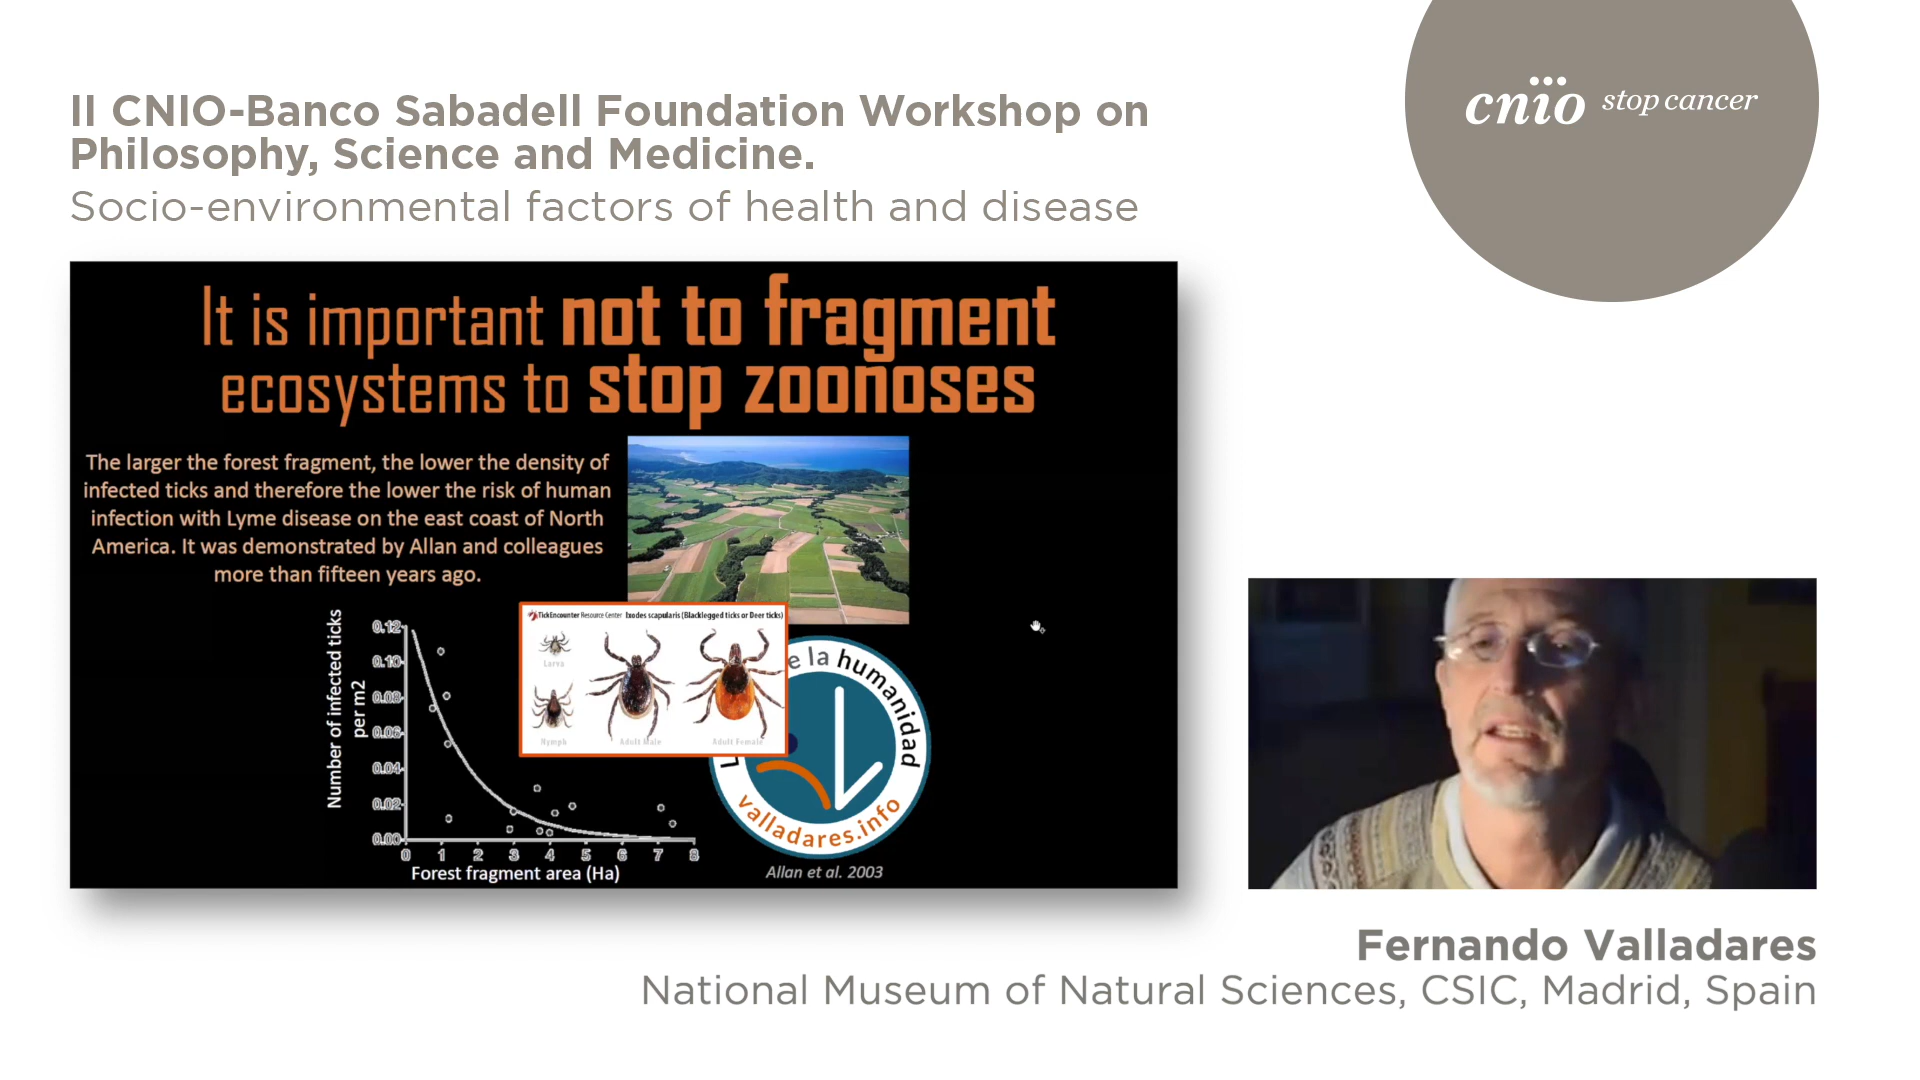 II CNIO-Banco Sabadell Foundation Workshop on
Philosophy, Science and Medicine.
Socio-environmental factors of health and disease
cnio stop cancer
It is important not to fragment
ecosystems to stop zoonoses
The larger the forest fragment, the lower the density of
infected ticks and therefore the lower the risk of human
infection with Lyme disease on the east coast of North
America. It was demonstrated by Allan and colleagues
more than fifteen years ago.
TickEncounter Resource Center Ixodes scapularis (Blacklegged ticks or Deer ticks)
Larva
Nymph
Adult Male
Adult Female
Number of infected ticks
per m2
0.12
0.10
0.08
0.06
0.04
0.02
0.00
0 1 2 3 4 5 6 7 8
Forest fragment area (Ha)
e la humanidad
valladares.info
Allan et al. 2003
Fernando Valladares
National Museum of Natural Sciences, CSIC, Madrid, Spain